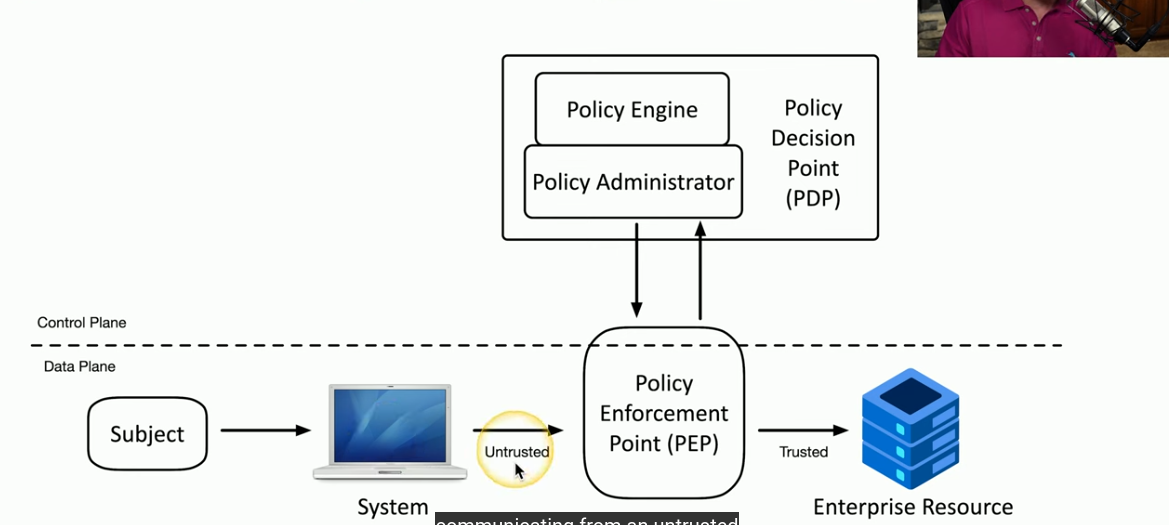 Policy Engine
Policy Administrator
Policy
Decision
Point
(PDP)
Control Plane
Data Plane
Subject
System
Untrusted
Policy
Enforcement
Point (PEP)
Trusted
Enterprise Resource
communicating from an untrusted